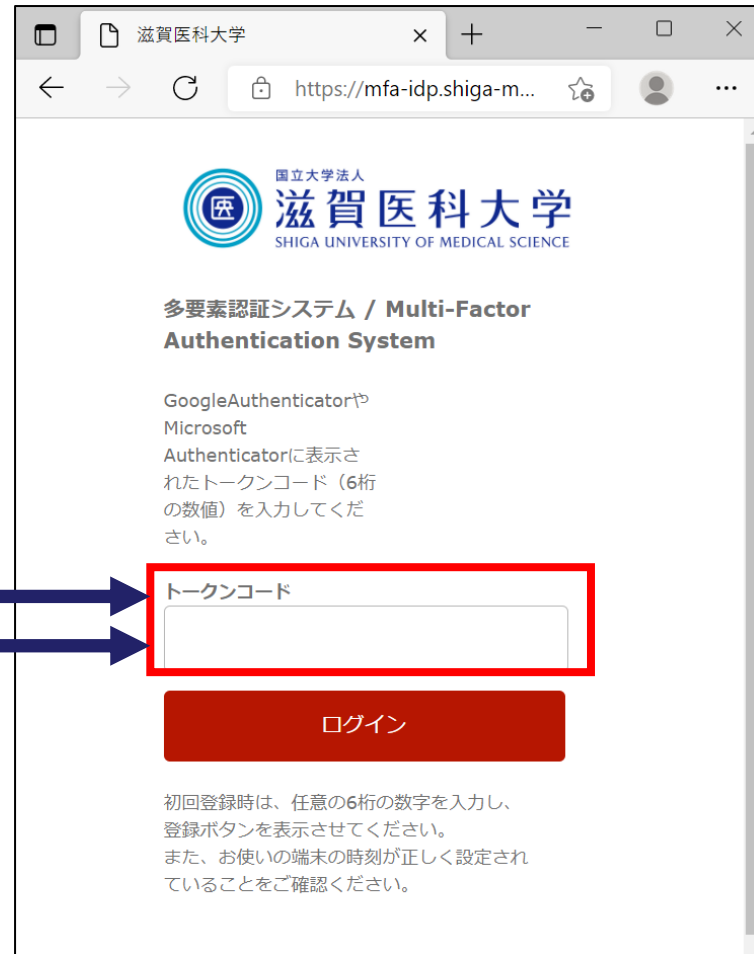 滋賀医科大学
https://mfa-idp.shiga-m...
医
国立大学法人
滋賀医科大学
SHIGA UNIVERSITY OF MEDICAL SCIENCE
多要素認証システム / Multi-Factor
Authentication System
GoogleAuthenticatorや
Microsoft
Authenticatorに表示さ
れたトークンコード（6桁
の数値）を入力してくだ
さい。
トークンコード
ログイン
初回登録時は、任意の6桁の数字を入力し、
登録ボタンを表示させてください。
また、お使いの端末の時刻が正しく設定され
ていることをご確認ください。